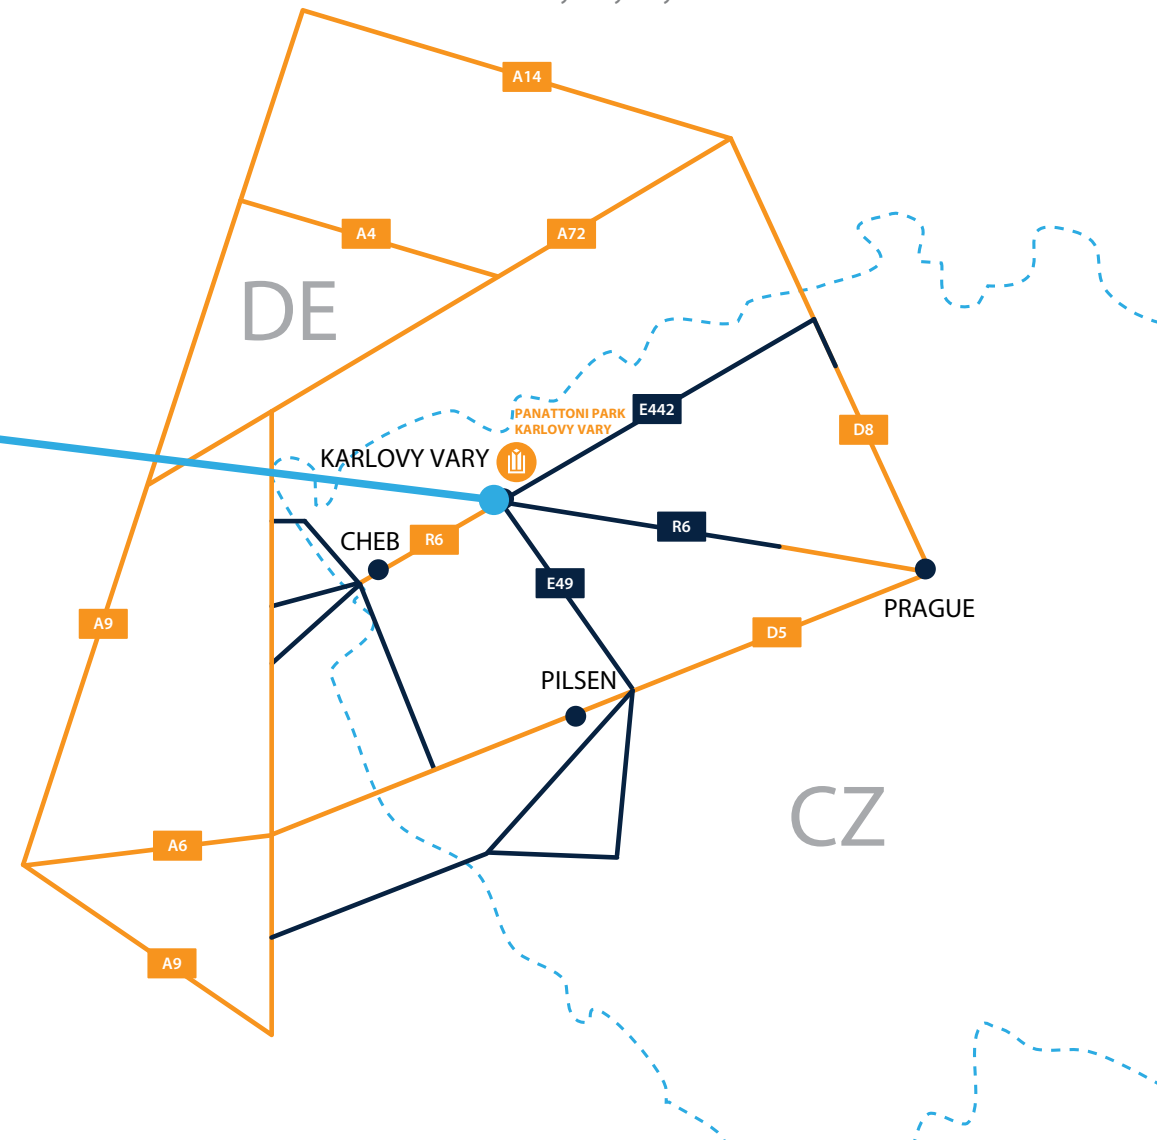 A14
A4
A72
DE
PANATTONI PARK
KARLOVY VARY
E442
D8
KARLOVY VARY
R6
CHEB
R6
E49
PRAGUE
A9
D5
PILSEN
CZ
A6
A9